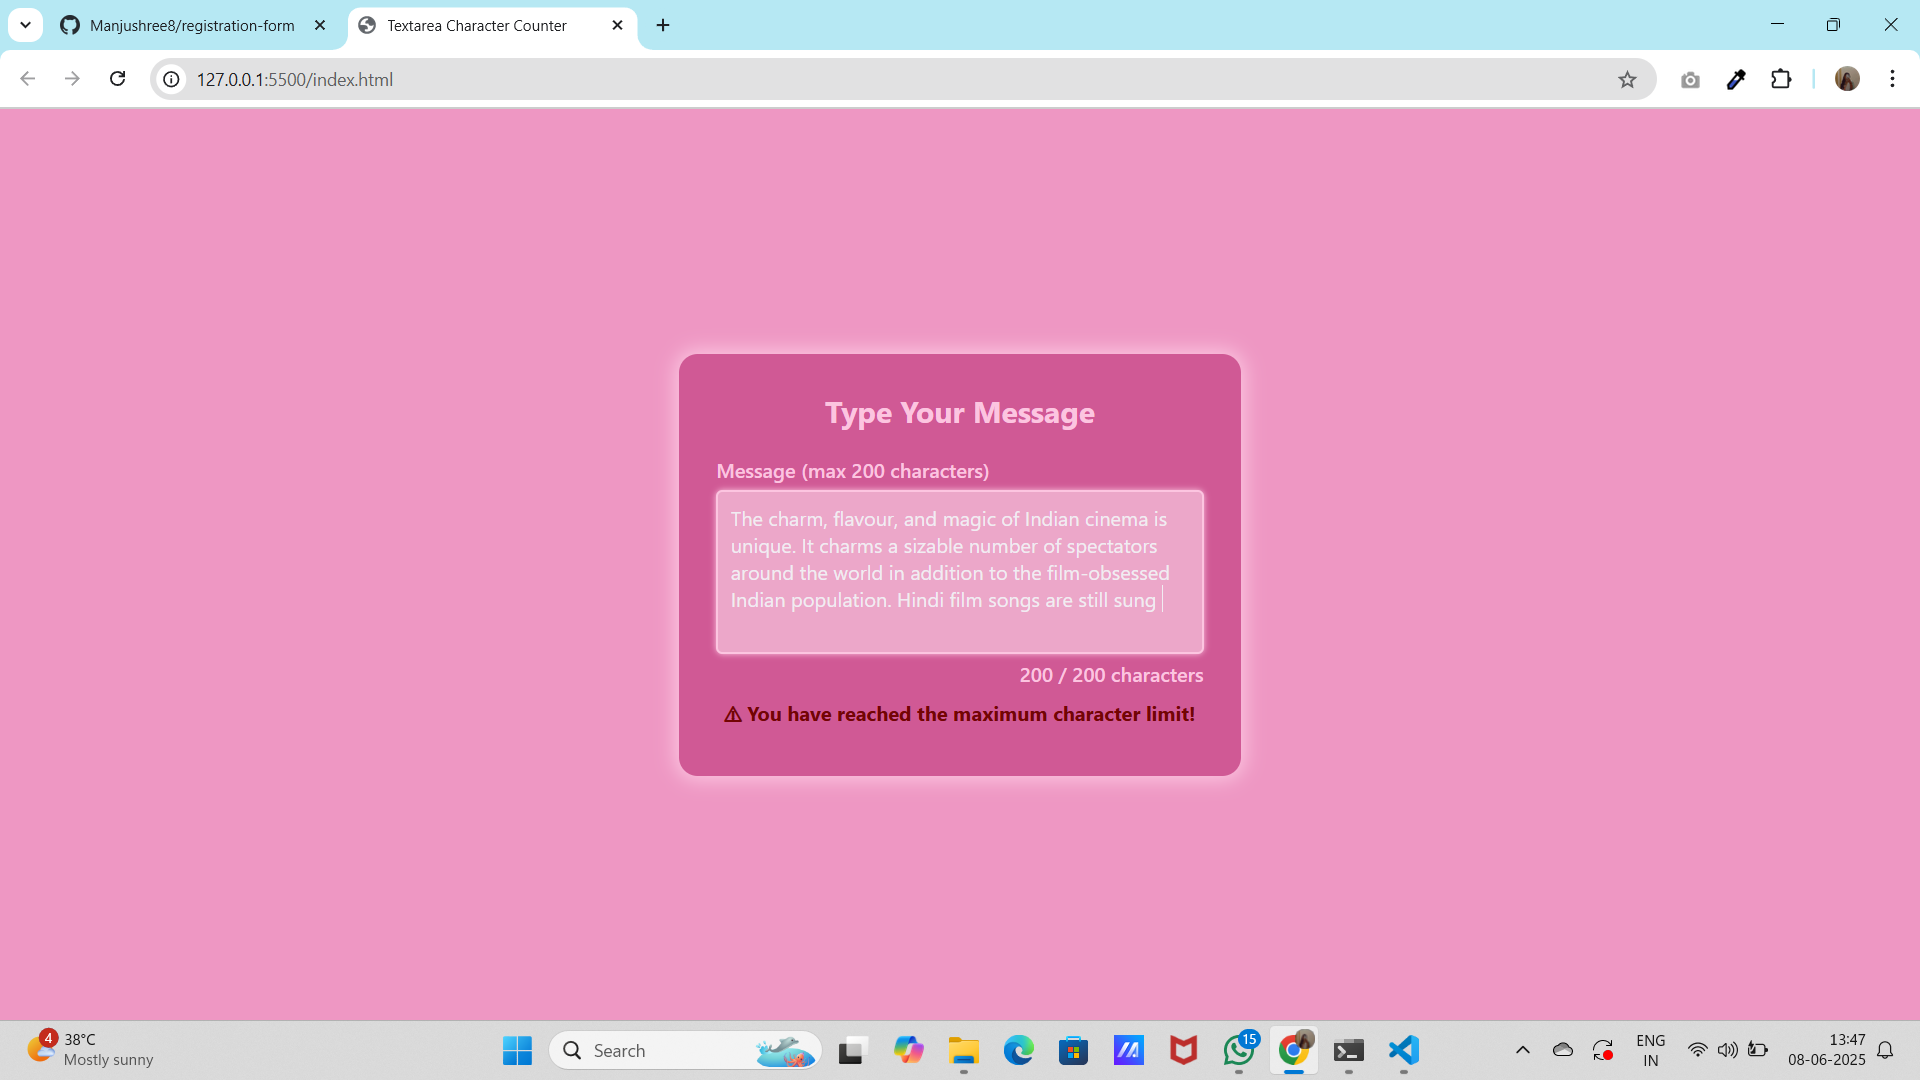 Manjushree8/registration-form
Textarea Character Counter
127.0.0.1:5500/index.html
Type Your Message
Message (max 200 characters)
The charm, flavour, and magic of Indian cinema is
unique. It charms a sizable number of spectators
around the world in addition to the film-obsessed
Indian population. Hindi film songs are still sung
200 / 200 characters
⚠ You have reached the maximum character limit!
4
38°C
Mostly sunny
Search
15
ENG
IN
13:47
08-06-2025